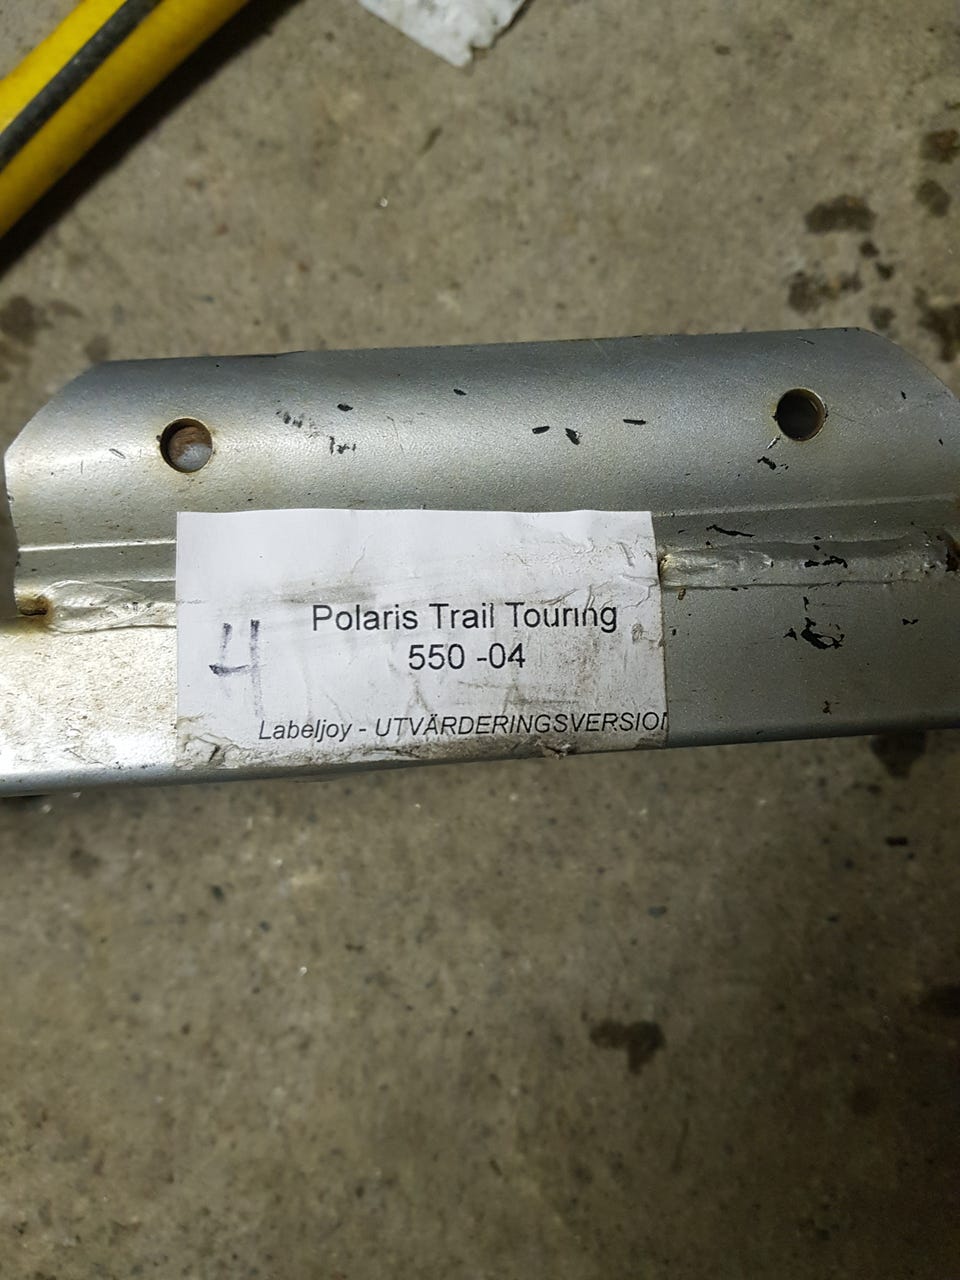 Polaris Trail Touring
4
550 -04
Labeljoy - UTVÄRDERINGSVERSION